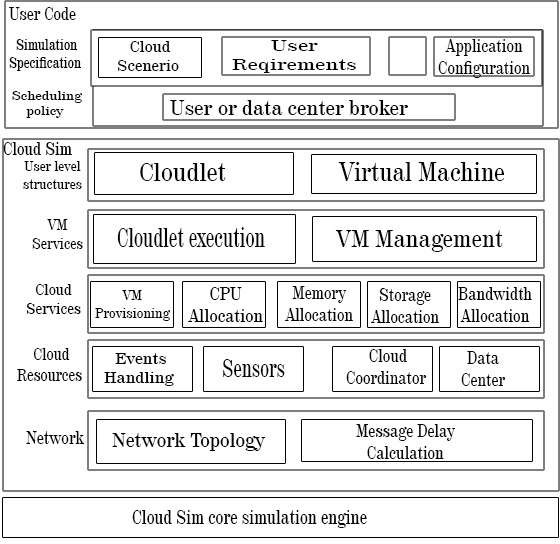 User Code
Simulation
Specification
Cloud
Scenerio
User
Reqirements
Application
Configuration
Scheduling
policy
User or data center broker
Cloud Sim
User level
structures
Cloudlet
Virtual Machine
VM
Services
Cloudlet execution
VM Management
Cloud
Services
VM
Provisioning
CPU
Allocation
Memory
Allocation
Storage
Allocation
Bandwidth
Allocation
Cloud
Resources
Events
Handling
Sensors
Cloud
Coordinator
Data
Center
Network
Network Topology
Message Delay
Calculation
Cloud Sim core simulation engine